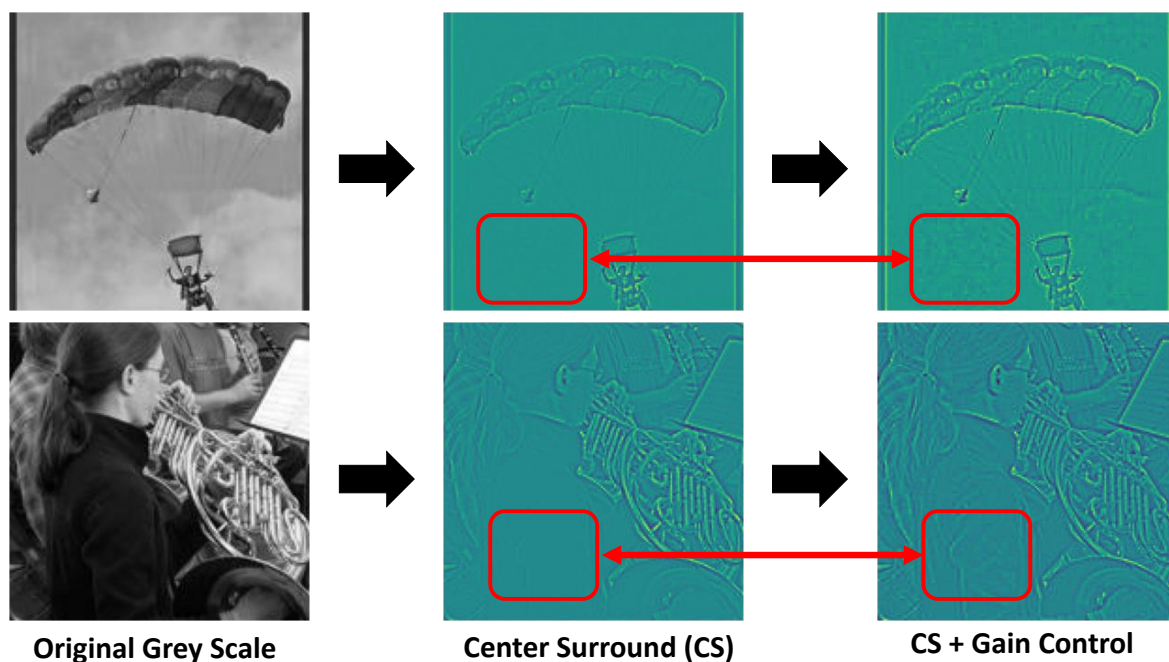 Original Grey Scale
Center Surround (CS)
CS + Gain Control